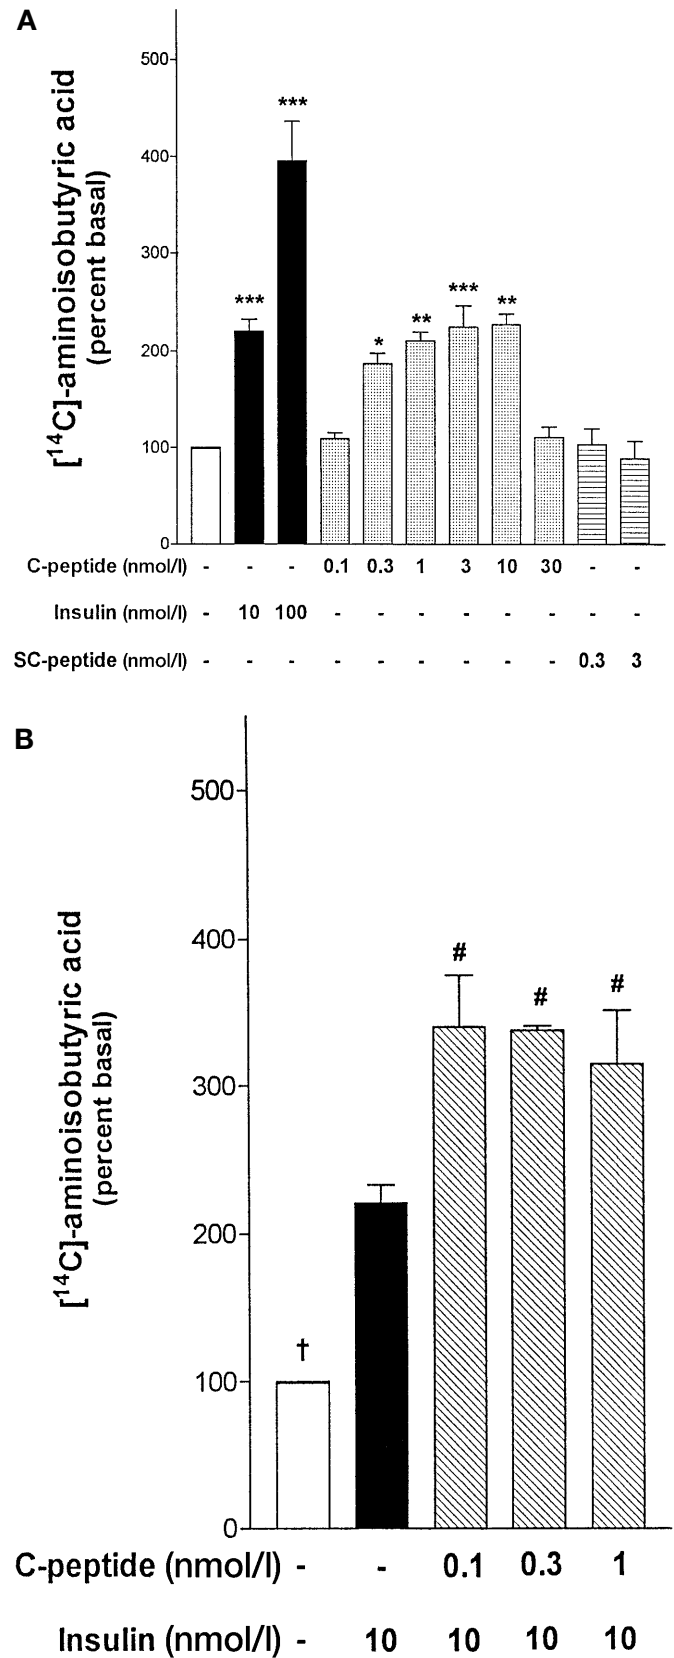 A
[¹⁴C]-aminoisobutyric acid
(percent basal)
500
400
300
200
100
0
***
***
*
**
***
**
C-peptide (nmol/l) - - - 0.1 0.3 1 3 10 30 - -
Insulin (nmol/l) - 10 100 - - - - - - - -
SC-peptide (nmol/l) - - - - - - - - - 0.3 3
B
[¹⁴C]-aminoisobutyric acid
(percent basal)
500
400
300
200
100
0
†
#
#
#
C-peptide (nmol/l) - - 0.1 0.3 1
Insulin (nmol/l) - 10 10 10 10